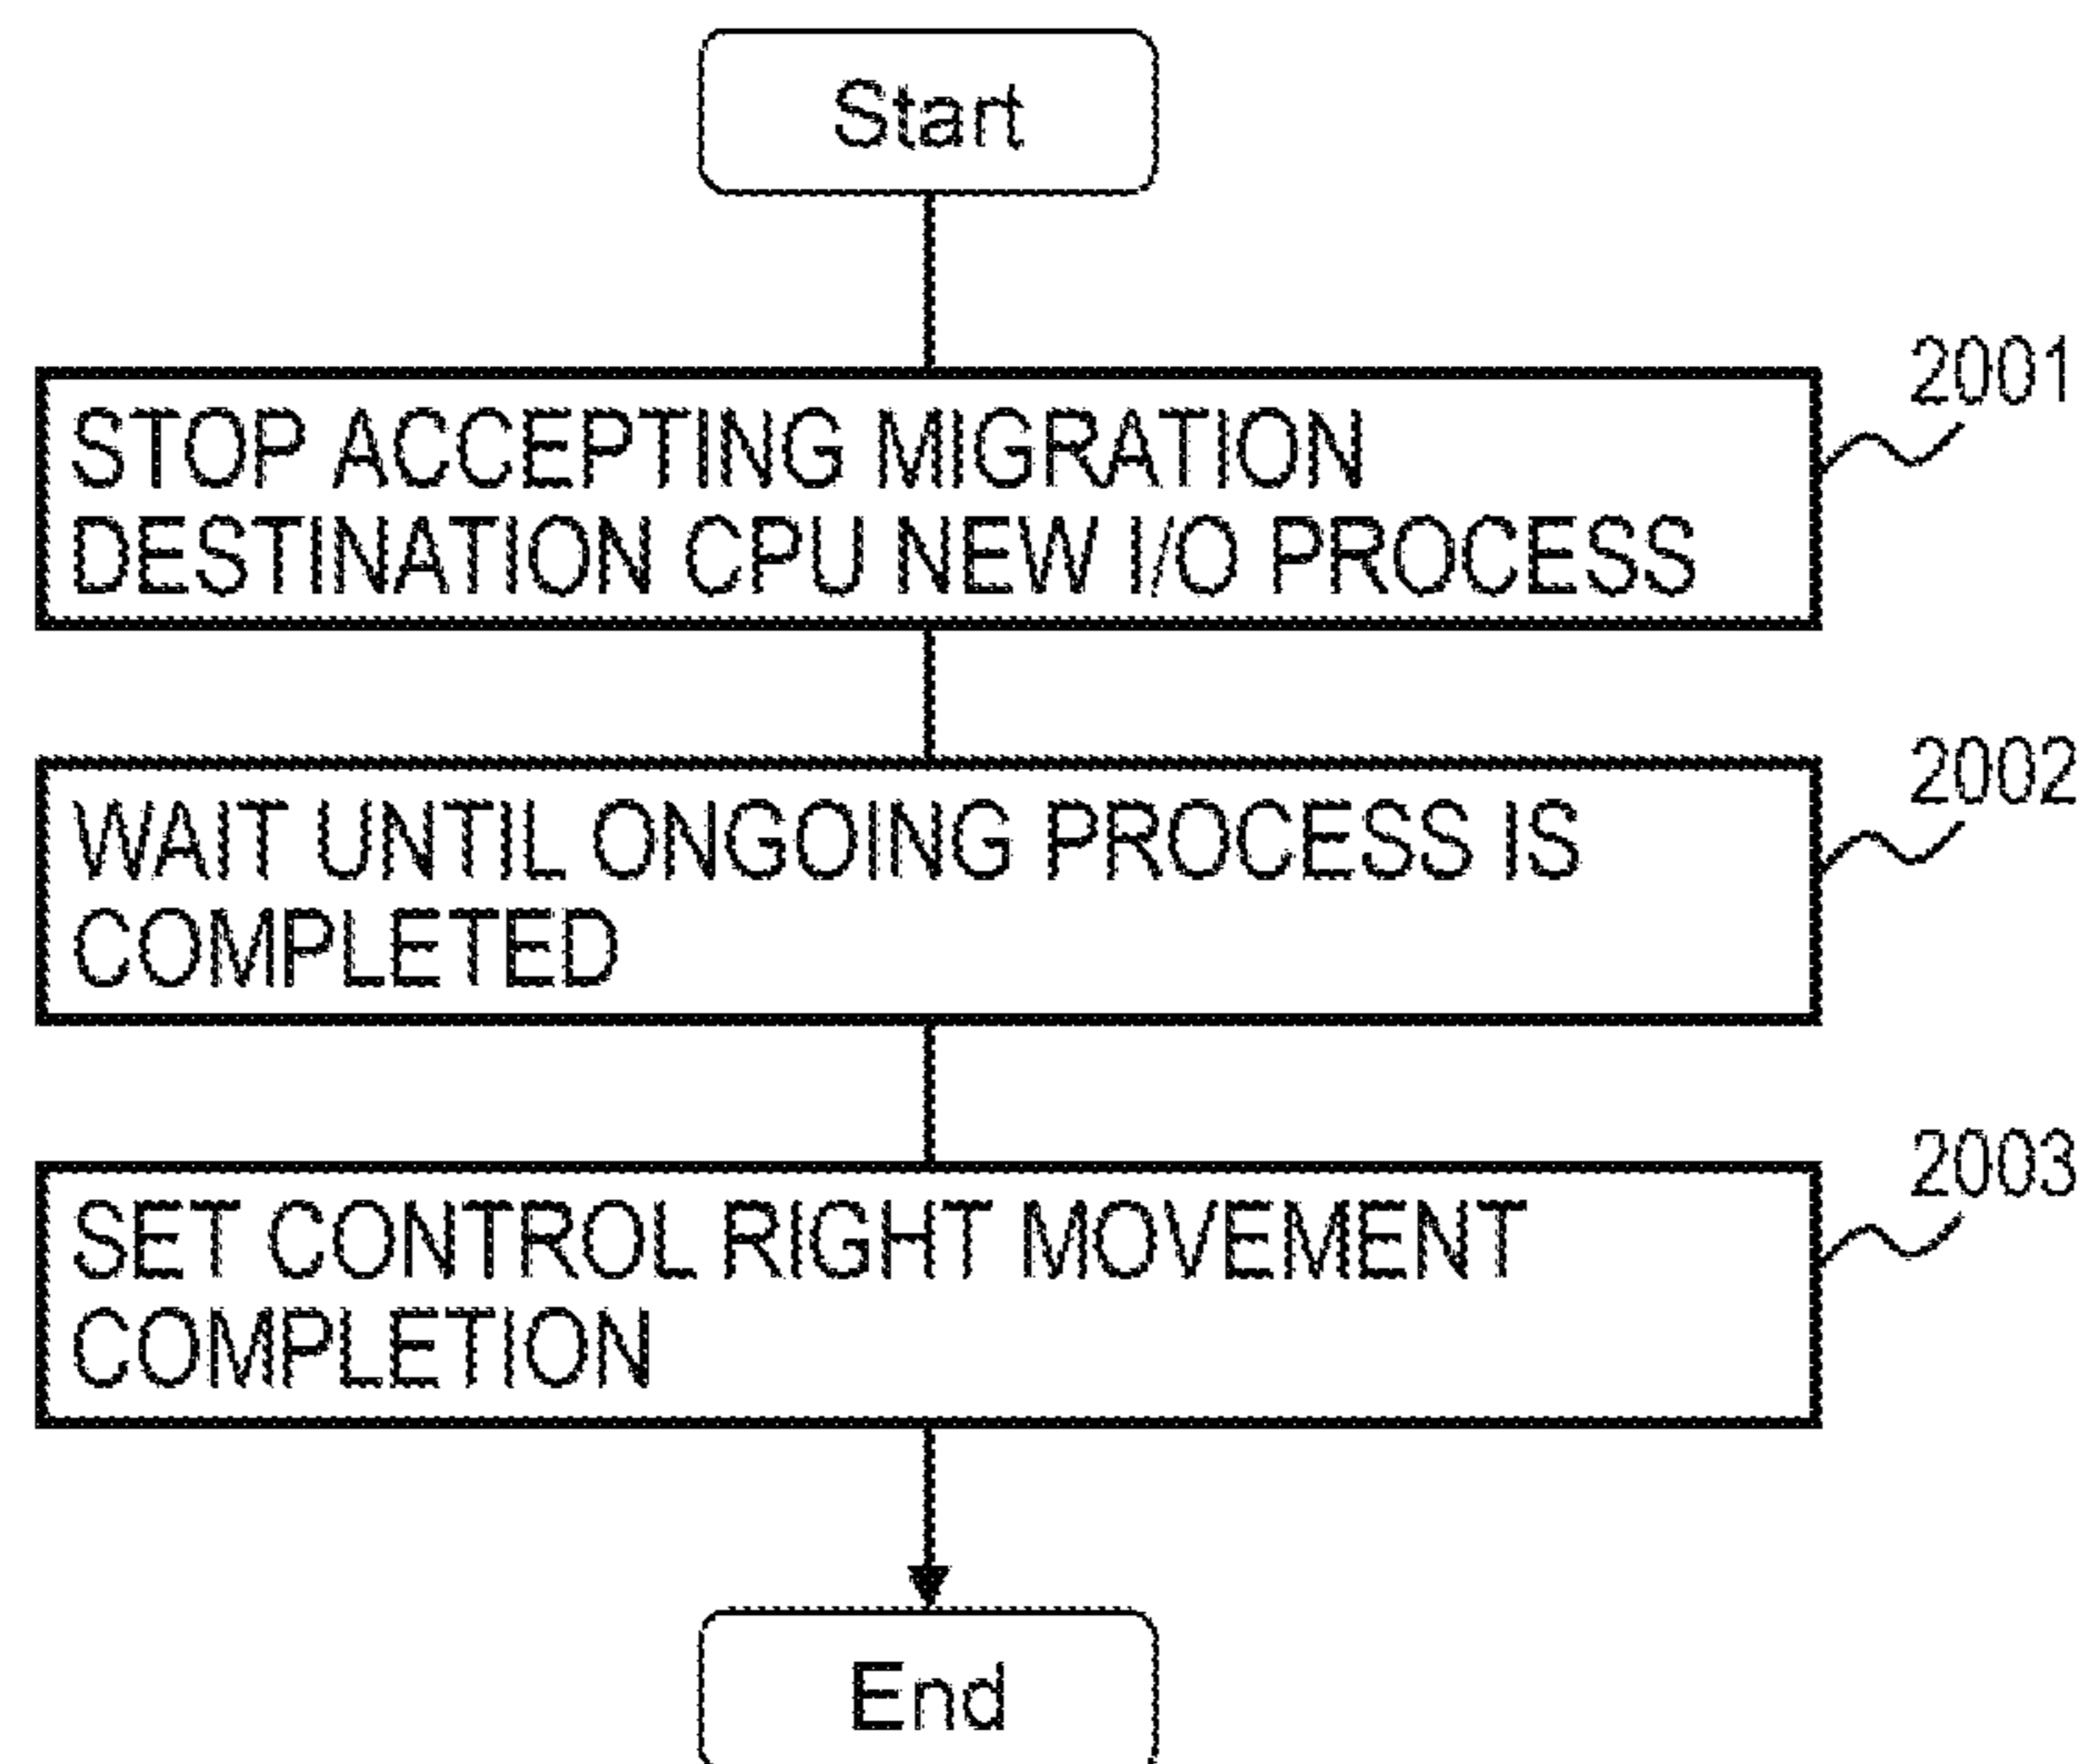 Start
2001
STOP ACCEPTING MIGRATION
DESTINATION CPU NEW I/O PROCESS
2002
WAIT UNTIL ONGOING PROCESS IS
COMPLETED
2003
SET CONTROL RIGHT MOVEMENT
COMPLETION
End